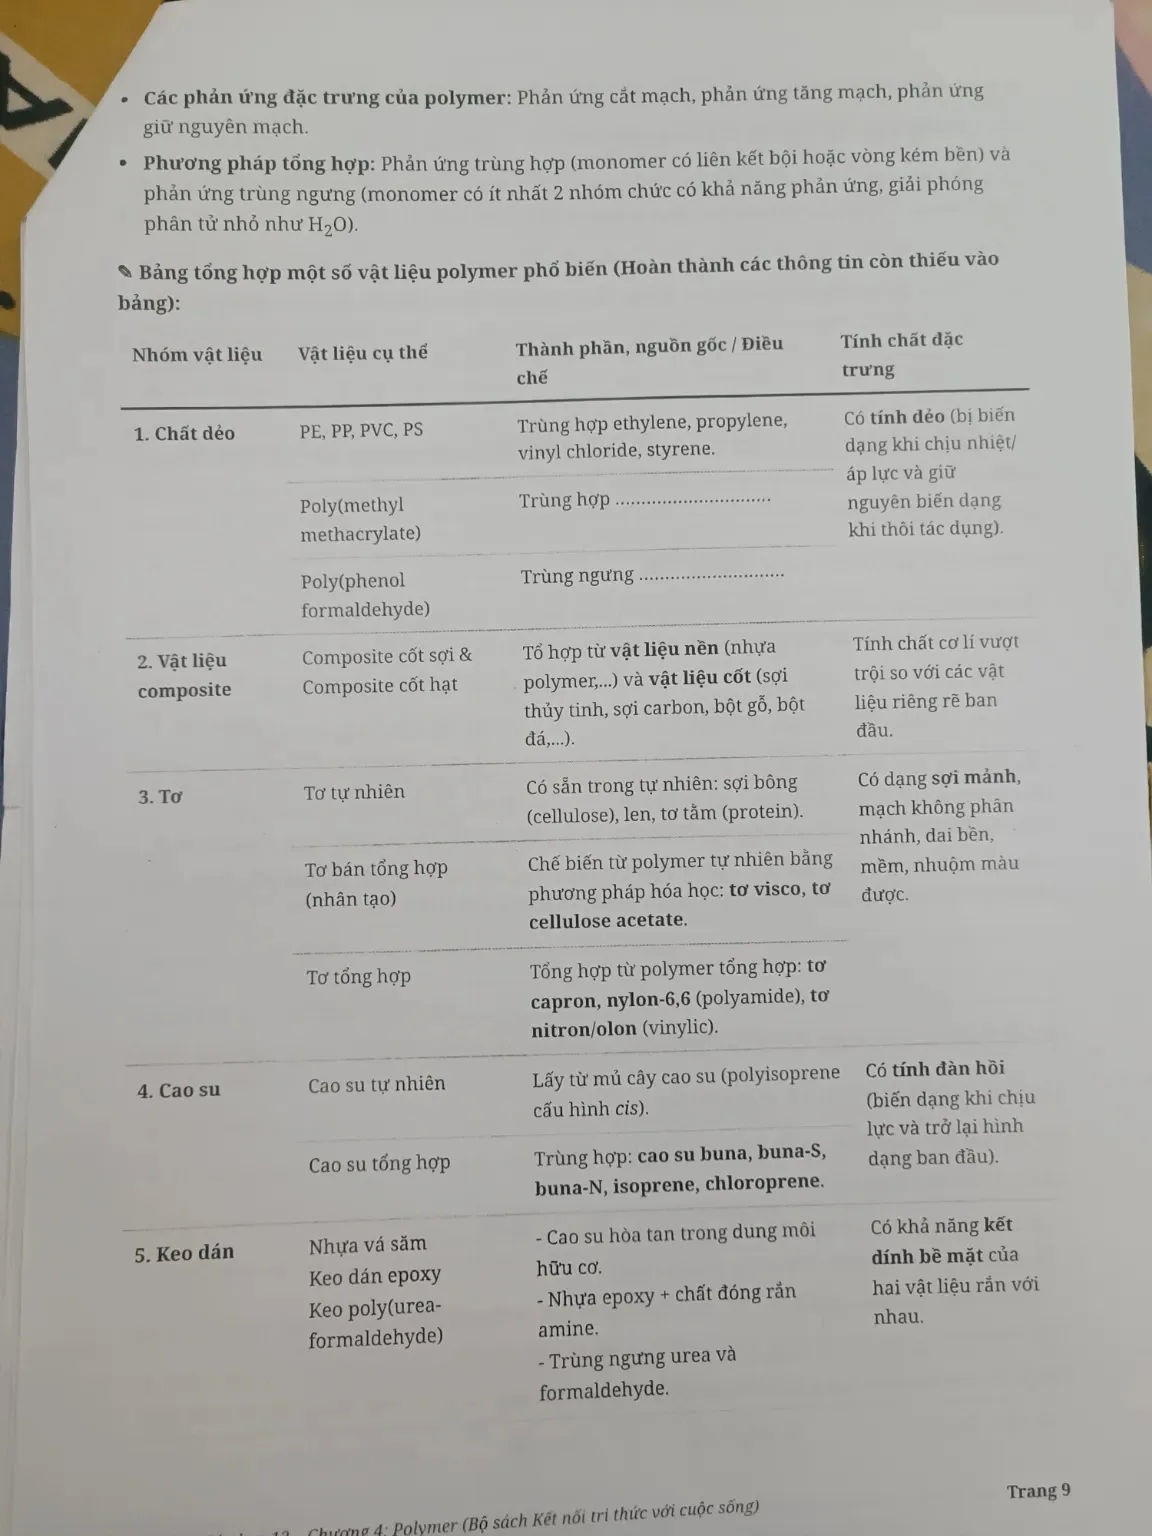 • Các phản ứng đặc trưng của polymer: Phản ứng cắt mạch, phản ứng tăng mạch, phản ứng
giữ nguyên mạch.
• Phương pháp tổng hợp: Phản ứng trùng hợp (monomer có liên kết bội hoặc vòng kém bền) và
phản ứng trùng ngưng (monomer có ít nhất 2 nhóm chức có khả năng phản ứng, giải phóng
phân tử nhỏ như H₂O).
✎ Bảng tổng hợp một số vật liệu polymer phổ biến (Hoàn thành các thông tin còn thiếu vào
bảng):
Nhóm vật liệu
Vật liệu cụ thể
Thành phần, nguồn gốc / Điều
chế
Tính chất đặc
trưng
1. Chất dẻo
PE, PP, PVC, PS
Trùng hợp ethylene, propylene,
vinyl chloride, styrene.
Có tính dẻo (bị biến
dạng khi chịu nhiệt/
áp lực và giữ
nguyên biến dạng
khi thôi tác dụng).
Poly(methyl
methacrylate)
Trùng hợp ..............................
Poly(phenol
formaldehyde)
Trùng ngưng ............................
2. Vật liệu
composite
Composite cốt sợi &
Composite cốt hạt
Tổ hợp từ vật liệu nền (nhựa
polymer,...) và vật liệu cốt (sợi
thủy tinh, sợi carbon, bột gỗ, bột
đá,...).
Tính chất cơ lí vượt
trội so với các vật
liệu riêng rẽ ban
đầu.
3. Tơ
Tơ tự nhiên
Có sẵn trong tự nhiên: sợi bông
(cellulose), len, tơ tằm (protein).
Có dạng sợi mảnh,
mạch không phân
nhánh, dai bền,
mềm, nhuộm màu
được.
Tơ bán tổng hợp
(nhân tạo)
Chế biến từ polymer tự nhiên bằng
phương pháp hóa học: tơ visco, tơ
cellulose acetate.
Tơ tổng hợp
Tổng hợp từ polymer tổng hợp: tơ
capron, nylon-6,6 (polyamide), tơ
nitron/olon (vinylic).
4. Cao su
Cao su tự nhiên
Lấy từ mủ cây cao su (polyisoprene
cấu hình cis).
Có tính đàn hồi
(biến dạng khi chịu
lực và trở lại hình
dạng ban đầu).
Cao su tổng hợp
Trùng hợp: cao su buna, buna-S,
buna-N, isoprene, chloroprene.
5. Keo dán
Nhựa vá săm
Keo dán epoxy
Keo poly(urea-
formaldehyde)
- Cao su hòa tan trong dung môi
hữu cơ.
- Nhựa epoxy + chất đóng rắn
amine.
- Trùng ngưng urea và
formaldehyde.
Có khả năng kết
dính bề mặt của
hai vật liệu rắn với
nhau.
Trang 9
Chương 4: Polymer (Bộ sách Kết nối tri thức với cuộc sống)